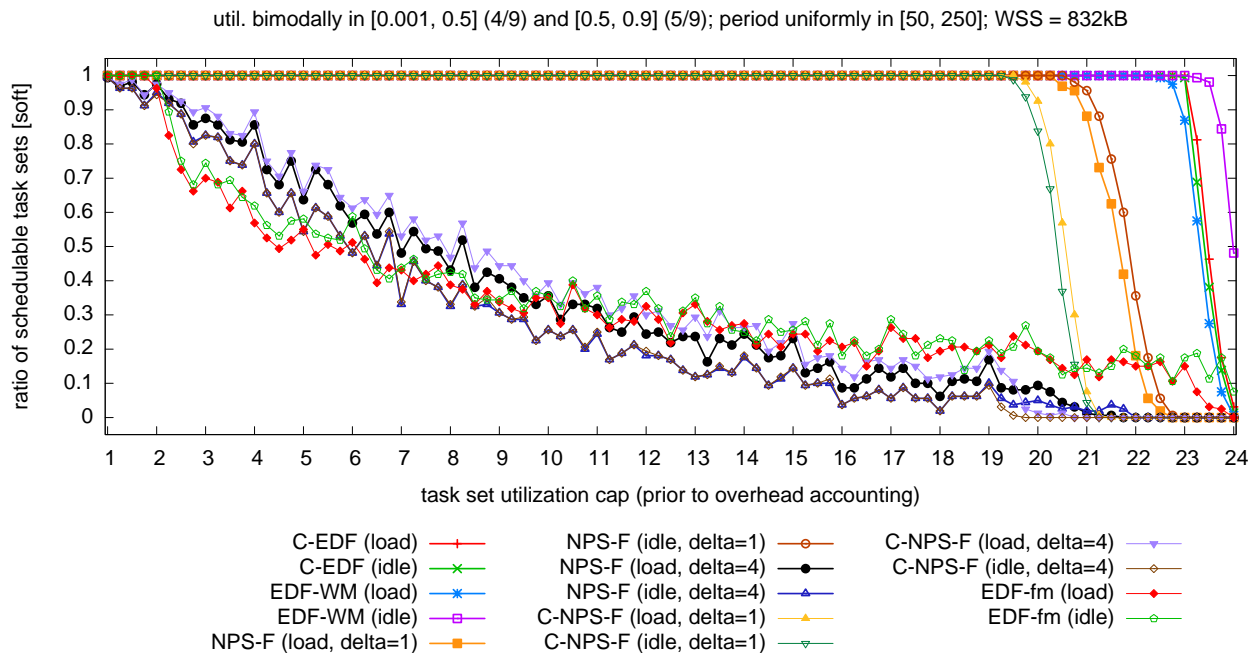 util. bimodally in [0.001, 0.5] (4/9) and [0.5, 0.9] (5/9); period uniformly in [50, 250]; WSS = 832kB
ratio of schedulable task sets [soft]
1
0.9
0.8
0.7
0.6
0.5
0.4
0.3
0.2
0.1
0
1 2 3 4 5 6 7 8 9 10 11 12 13 14 15 16 17 18 19 20 21 22 23 24
task set utilization cap (prior to overhead accounting)
C-EDF (load)
C-EDF (idle)
EDF-WM (load)
EDF-WM (idle)
NPS-F (load, delta=1)
NPS-F (idle, delta=1)
NPS-F (load, delta=4)
NPS-F (idle, delta=4)
C-NPS-F (load, delta=1)
C-NPS-F (idle, delta=1)
C-NPS-F (load, delta=4)
C-NPS-F (idle, delta=4)
EDF-fm (load)
EDF-fm (idle)